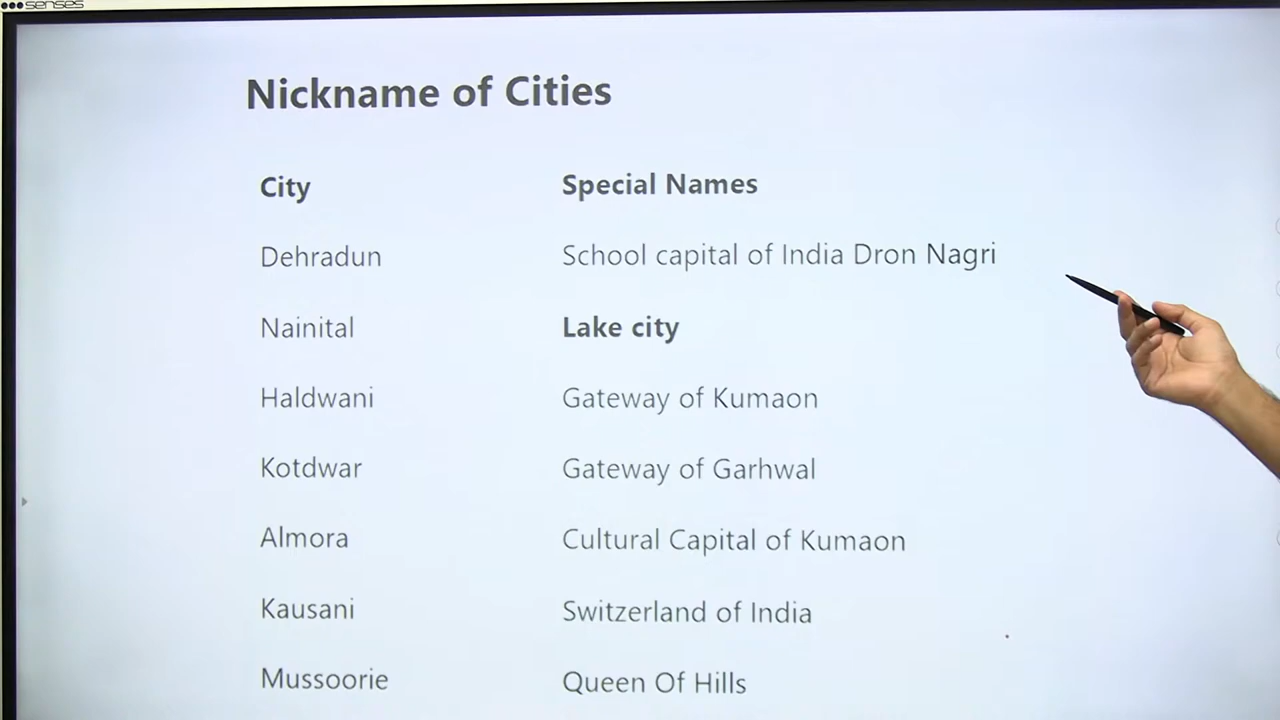 senses
Nickname of Cities
City Special Names
Dehradun School capital of India Dron Nagri
Nainital Lake city
Haldwani Gateway of Kumaon
Kotdwar Gateway of Garhwal
Almora Cultural Capital of Kumaon
Kausani Switzerland of India
Mussoorie Queen Of Hills